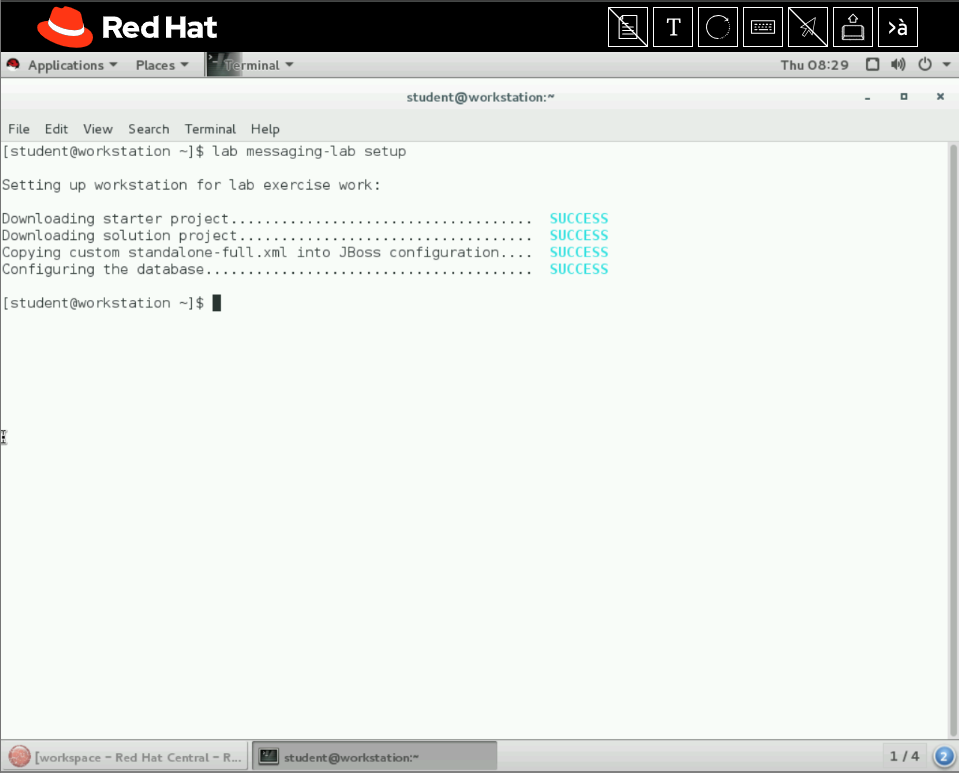 Red Hat
T
>à
Applications Places Terminal Thu 08:29
student@workstation:~
File Edit View Search Terminal Help
[student@workstation ~]$ lab messaging-lab setup
Setting up workstation for lab exercise work:
Downloading starter project.................................... SUCCESS
Downloading solution project................................... SUCCESS
Copying custom standalone-full.xml into JBoss configuration.... SUCCESS
Configuring the database....................................... SUCCESS
[student@workstation ~]$
[workspace - Red Hat Central - R... student@workstation:~ 1 / 4 2